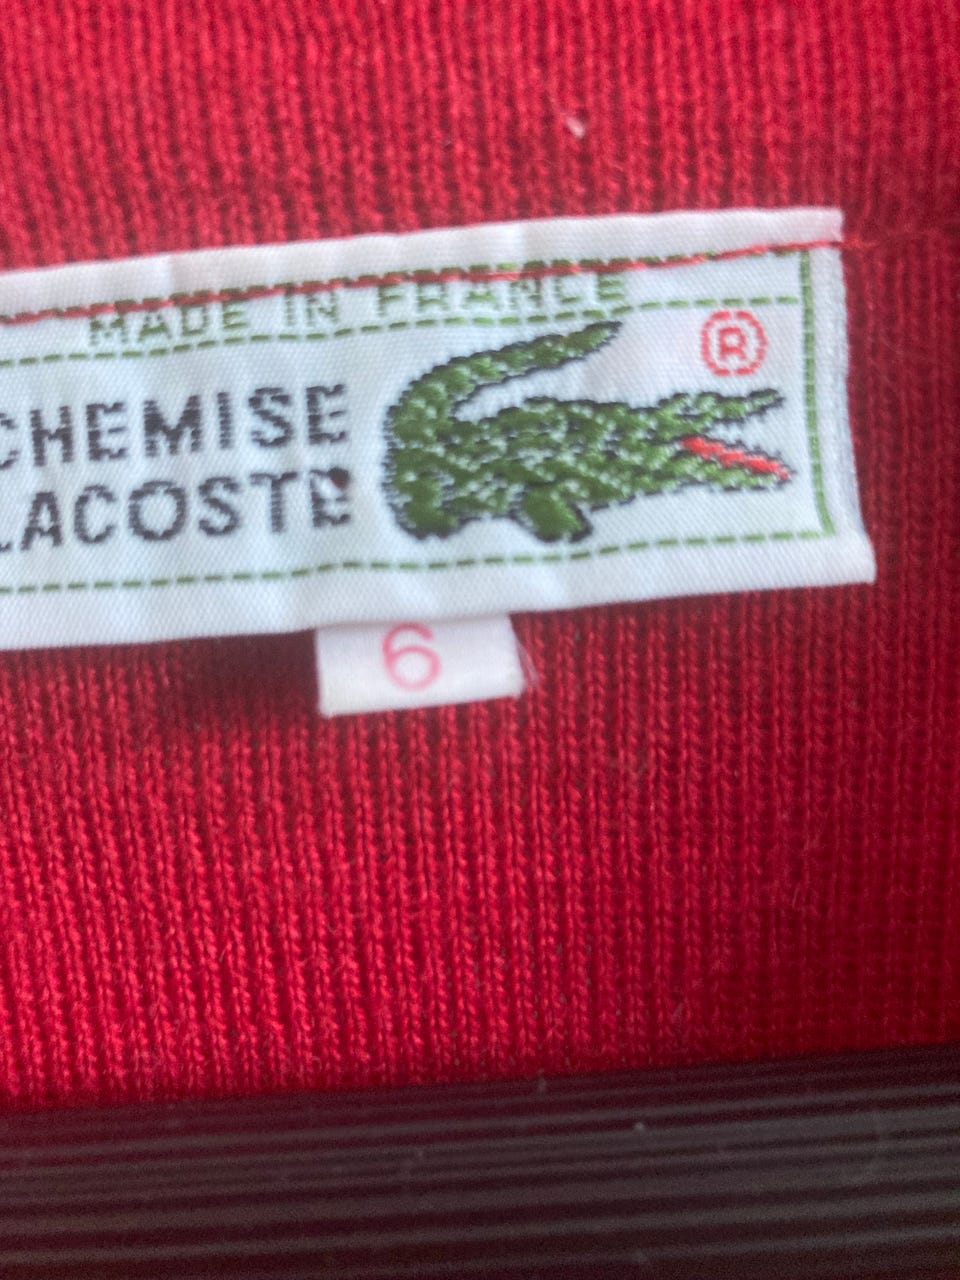 MADE IN FRANCE
®
CHEMISE
LACOSTE
6